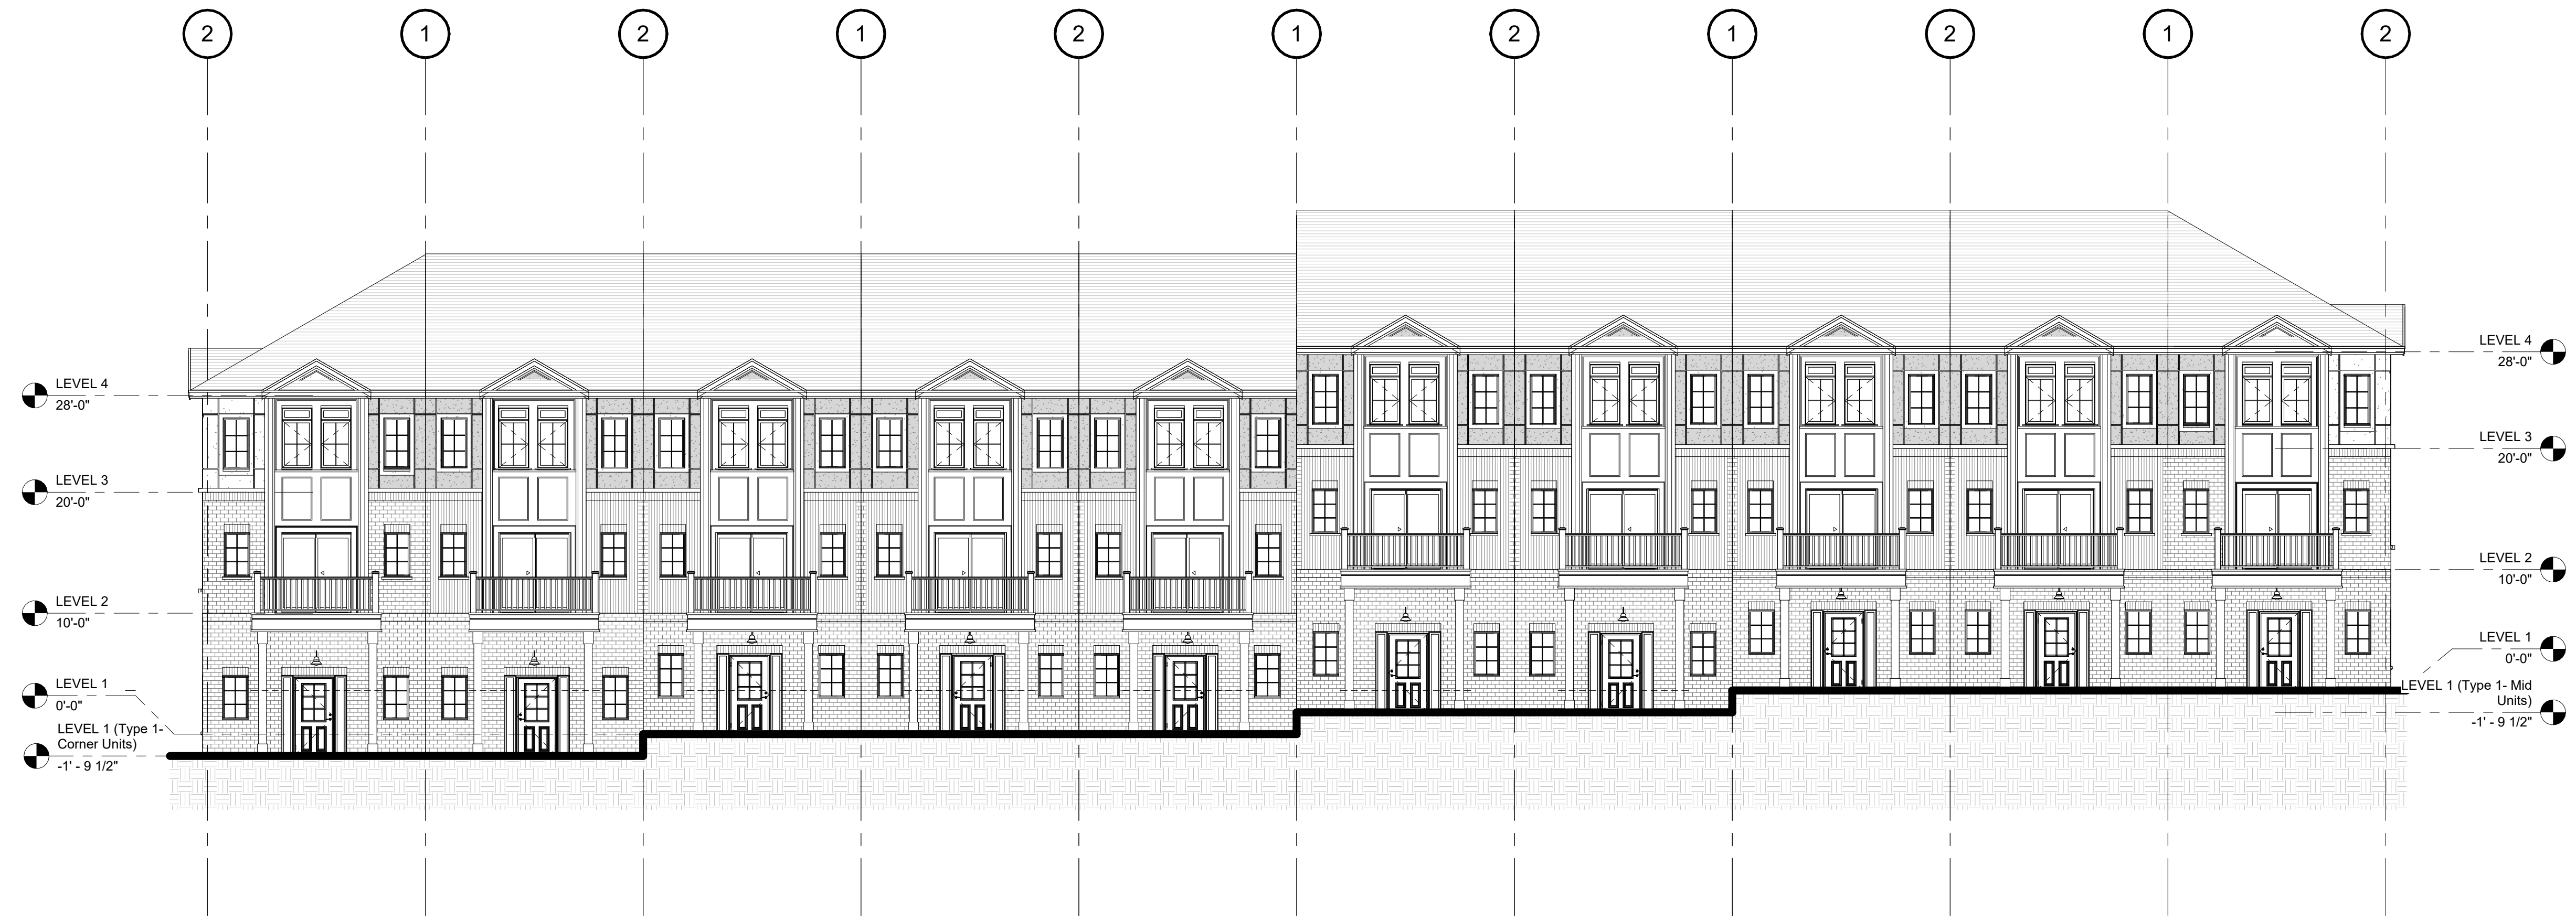 2 1 2 1 2 1 2 1 2 1 2
LEVEL 4
28'-0"
LEVEL 3
20'-0"
LEVEL 2
10'-0"
LEVEL 1
0'-0"
LEVEL 1 (Type 1-
Corner Units)
-1' - 9 1/2"
LEVEL 4
28'-0"
LEVEL 3
20'-0"
LEVEL 2
10'-0"
LEVEL 1
0'-0"
LEVEL 1 (Type 1- Mid
Units)
-1' - 9 1/2"